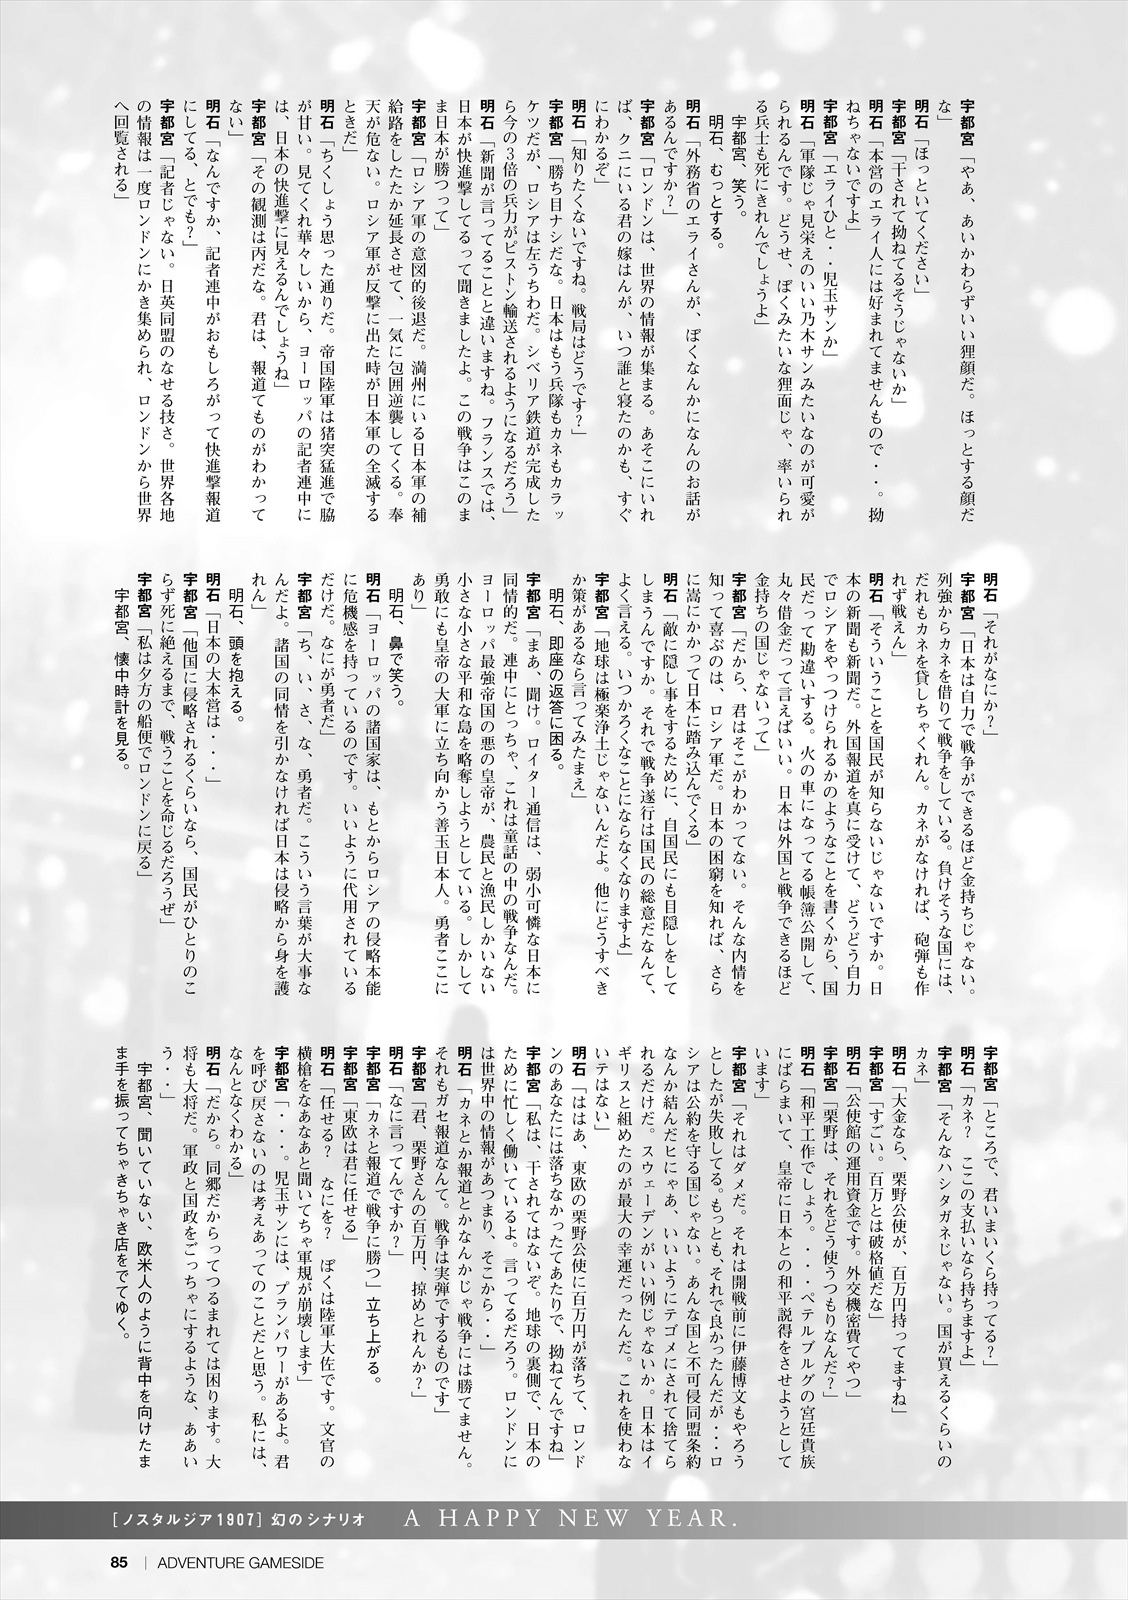 宇都宮「やあ、あいかわらずいい狸顔だ。ほっとする顔だ
な」
明石「ほっといてください」
宇都宮「干されて拗ねてるそうじゃないか」
明石「本営のエライ人には好まれてませんもので・・。拗
ねちゃないですよ」
宇都宮「エライひと・・児玉サンか」
明石「軍隊じゃ見栄えのいい乃木サンみたいなのが可愛が
られるんです。どうせ、ぼくみたいな狸面じゃ、率いられ
る兵士も死にきれんでしょうよ」
宇都宮、笑う。
明石、むっとする。
明石「外務省のエライさんが、ぼくなんかになんのお話が
あるんですか？」
宇都宮「ロンドンは、世界の情報が集まる。あそこにいれ
ば、クニにいる君の嫁はんが、いつ誰と寝たのかも、すぐ
にわかるぞ」
明石「知りたくないですね。戦局はどうです？」
宇都宮「勝ち目ナシだな。日本はもう兵隊もカネもカラッ
ケツだが、ロシアは左うちわだ。シベリア鉄道が完成した
ら今の３倍の兵力がピストン輸送されるようになるだろう」
明石「新聞が言ってることと違いますね。フランスでは、
日本が快進撃してるって聞きましたよ。この戦争はこのま
ま日本が勝つって」
宇都宮「ロシア軍の意図的後退だ。満州にいる日本軍の補
給路をしたたか延長させて、一気に包囲逆襲してくる。奉
天が危ない。ロシア軍が反撃に出た時が日本軍の全滅する
ときだ」
明石「ちくしょう思った通りだ。帝国陸軍は猪突猛進で脇
が甘い。見てくれ華々しいから、ヨーロッパの記者連中に
は、日本の快進撃に見えるんでしょうね」
宇都宮「その観測は丙だな。君は、報道てものがわかって
ない」
明石「なんですか、記者連中がおもしろがって快進撃報道
にしてる、とでも？」
宇都宮「記者じゃない。日英同盟のなせる技さ。世界各地
の情報は一度ロンドンにかき集められ、ロンドンから世界
へ回覧される」
明石「それがなにか？」
宇都宮「日本は自力で戦争ができるほど金持ちじゃない。
列強からカネを借りて戦争をしている。負けそうな国には、
だれもカネを貸しちゃくれん。カネがなければ、砲弾も作
れず戦えん」
明石「そういうことを国民が知らないじゃないですか。日
本の新聞も新聞だ。外国報道を真に受けて、どうどう自力
でロシアをやっつけられるかのようなことを書くから、国
民だって勘違いする。火の車になってる帳簿公開して、
丸々借金だって言えばいい。日本は外国と戦争できるほど
金持ちの国じゃないって」
宇都宮「だから、君はそこがわかってない。そんな内情を
知って喜ぶのは、ロシア軍だ。日本の困窮を知れば、さら
に嵩にかかって日本に踏み込んでくる」
明石「敵に隠し事をするために、自国民にも目隠しをして
しまうんですか。それで戦争遂行は国民の総意だなんて、
よく言える。いつかろくなことにならなくなりますよ」
宇都宮「地球は極楽浄土じゃないんだよ。他にどうすべき
か策があるなら言ってみたまえ」
明石、即座の返答に困る。
宇都宮「まあ、聞け。ロイター通信は、弱小可憐な日本に
同情的だ。連中にとっちゃ、これは童話の中の戦争なんだ。
ヨーロッパ最強帝国の悪の皇帝が、農民と漁民しかいない
小さな小さな平和な島を略奪しようとしている。しかして
勇敢にも皇帝の大軍に立ち向かう善玉日本人。勇者ここに
あり」
明石、鼻で笑う。
明石「ヨーロッパの諸国家は、もとからロシアの侵略本能
に危機感を持っているのです。いいように代用されている
だけだ。なにが勇者だ」
宇都宮「ち、い、さ、な、勇者だ。こういう言葉が大事な
んだよ。諸国の同情を引かなければ日本は侵略から身を護
れん」
明石、頭を抱える。
明石「日本の大本営は・・・」
宇都宮「他国に侵略されるくらいなら、国民がひとりのこ
らず死に絶えるまで、戦うことを命じるだろうぜ」
宇都宮「私は夕方の船便でロンドンに戻る」
宇都宮、懐中時計を見る。
宇都宮「ところで、君いまいくら持ってる？」
明石「カネ？　ここの支払いなら持ちますよ」
宇都宮「そんなハシタガネじゃない。国が買えるくらいの
カネ」
明石「大金なら、栗野公使が、百万円持ってますね」
宇都宮「すごい。百万とは破格値だな」
明石「公使館の運用資金です。外交機密費てやつ」
宇都宮「栗野は、それをどう使うつもりなんだ？」
明石「和平工作でしょう。・・・ペテルブルグの宮廷貴族
にばらまいて、皇帝に日本との和平説得をさせようとして
います」
宇都宮「それはダメだ。それは開戦前に伊藤博文もやろう
としたが失敗してる。もっとも、それで良かったんだが・・・ロ
シアは公約を守る国じゃない。あんな国と不可侵同盟条約
なんか結んだヒにゃあ、いいようにテゴメにされて捨てら
れるだけだ。スウェーデンがいい例じゃないか。日本はイ
ギリスと組めたのが最大の幸運だったんだ。これを使わな
いテはない」
明石「ははあ、東欧の栗野公使に百万円が落ちて、ロンド
ンのあなたには落ちなかったてあたりで、拗ねてんですね」
宇都宮「私は、干されてはないぞ。地球の裏側で、日本の
ために忙しく働いているよ。言ってるだろう。ロンドンに
は世界中の情報があつまり、そこから・・」
明石「カネとか報道とかなんかじゃ戦争には勝てません。
それもガセ報道なんて。戦争は実弾でするものです」
宇都宮「君、栗野さんの百万円、掠めとれんか？」
明石「なに言ってんですか？」
宇都宮「カネと報道で戦争に勝つ」立ち上がる。
宇都宮「東欧は君に任せる」
明石「任せる？　なにを？　ぼくは陸軍大佐です。文官の
横槍をなあなあと聞いてちゃ軍規が崩壊します」
宇都宮「・・・。児玉サンには、プランパワーがあるよ。君
を呼び戻さないのは考えあってのことだと思う。私には、
なんとなくわかる」
明石「だから。同郷だからってつるまれては困ります。大
将も大将だ。軍政と国政をごっちゃにするような、ああい
う・・」
宇都宮、聞いていない、欧米人のように背中を向けたま
ま手を振ってちゃきちゃき店をでてゆく。
［ノスタルジア1907］幻のシナリオ　A HAPPY NEW YEAR.
85 | ADVENTURE GAMESIDE